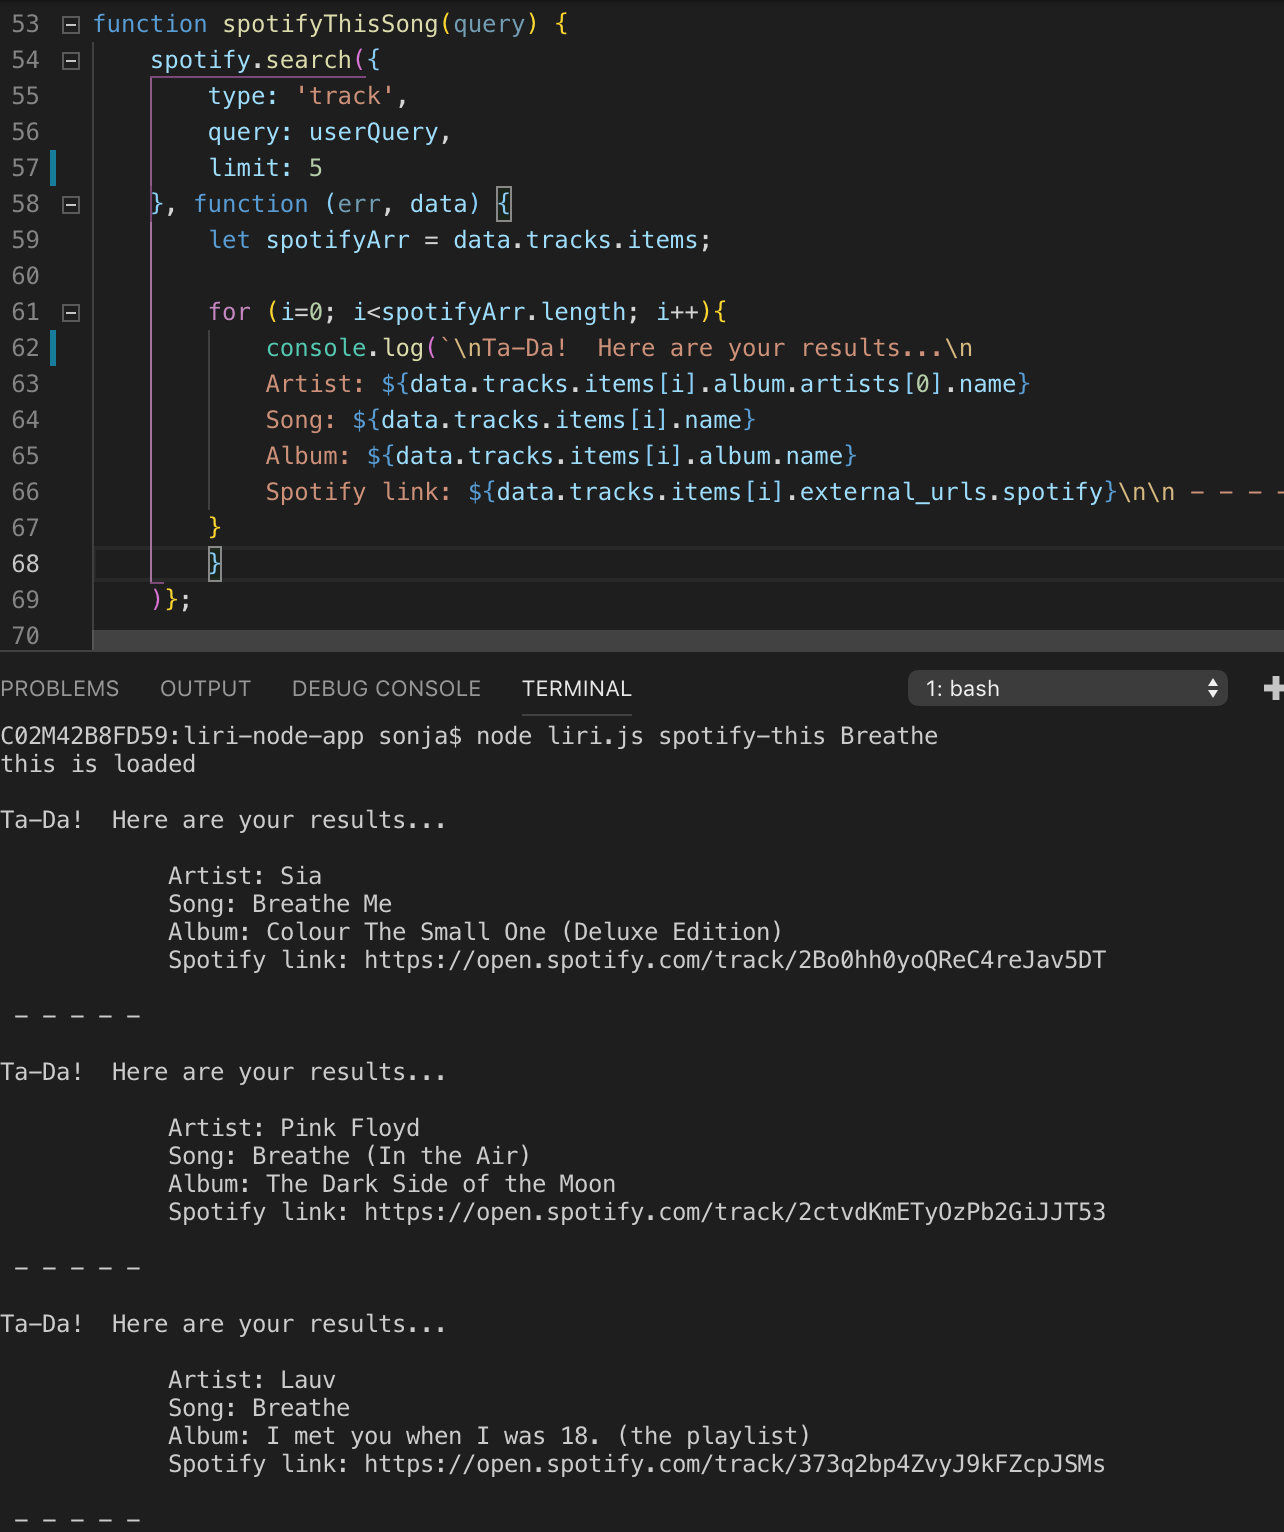 53 function spotifyThisSong(query) {
54 spotify.search({
55 type: 'track',
56 query: userQuery,
57 limit: 5
58 }, function (err, data) {
59 let spotifyArr = data.tracks.items;
60
61 for (i=0; i<spotifyArr.length; i++){
62 console.log(`\nTa-Da!  Here are your results...\n
63 Artist: ${data.tracks.items[i].album.artists[0].name}
64 Song: ${data.tracks.items[i].name}
65 Album: ${data.tracks.items[i].album.name}
66 Spotify link: ${data.tracks.items[i].external_urls.spotify}\n\n - - - -
67 }
68 }
69 )};
70
PROBLEMS OUTPUT DEBUG CONSOLE TERMINAL 1: bash
C02M42B8FD59:liri-node-app sonja$ node liri.js spotify-this Breathe
this is loaded
Ta-Da!  Here are your results...
Artist: Sia
Song: Breathe Me
Album: Colour The Small One (Deluxe Edition)
Spotify link: https://open.spotify.com/track/2Bo0hh0yoQReC4reJav5DT
- - - - -
Ta-Da!  Here are your results...
Artist: Pink Floyd
Song: Breathe (In the Air)
Album: The Dark Side of the Moon
Spotify link: https://open.spotify.com/track/2ctvdKmETyOzPb2GiJJT53
- - - - -
Ta-Da!  Here are your results...
Artist: Lauv
Song: Breathe
Album: I met you when I was 18. (the playlist)
Spotify link: https://open.spotify.com/track/373q2bp4ZvyJ9kFZcpJSMs
- - - - -